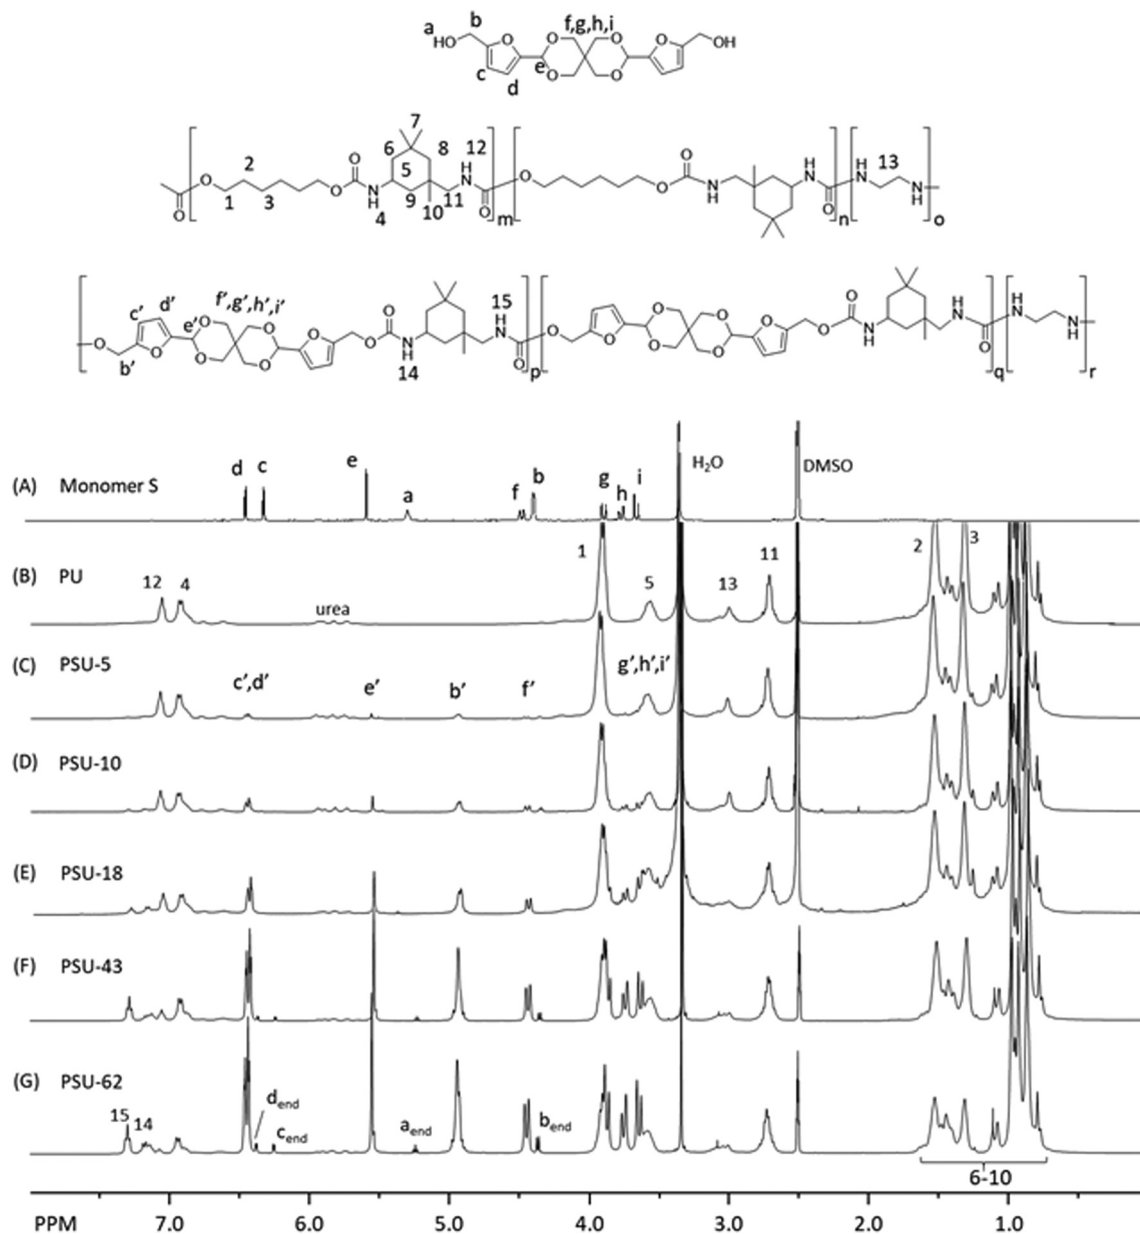 a b f,g,h,i
HO O O O O OH
c d e O O
7
2 6 8 H 12 H 13
O O 5 N O O O N H N
1 3 O N H 4 9 10 11 O m O N H O n N H o
f',g',h',i'
c' d' e' O O O O 15 H N O O O O O H N H N
O b' O O O O N H 14 O p O O O O N H O q N H r
(A) Monomer S d c e a f b g h i H₂O DMSO
(B) PU 12 4 urea 1 5 13 11 2 3
(C) PSU-5 c',d' e' b' f' g',h',i'
(D) PSU-10
(E) PSU-18
(F) PSU-43
(G) PSU-62 15 14 dend cend aend bend
6-10
PPM 7.0 6.0 5.0 4.0 3.0 2.0 1.0